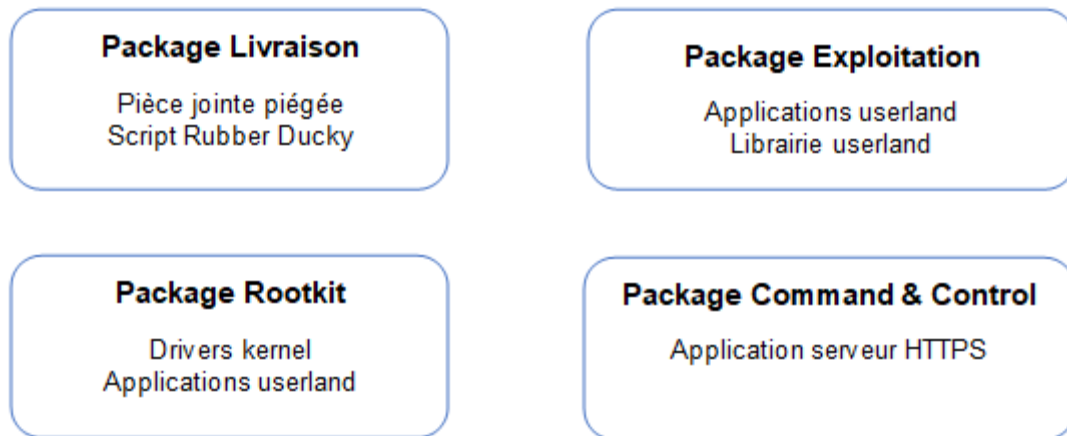 Package Livraison
Pièce jointe piégée
Script Rubber Ducky
Package Exploitation
Applications userland
Librairie userland
Package Rootkit
Drivers kernel
Applications userland
Package Command & Control
Application serveur HTTPS